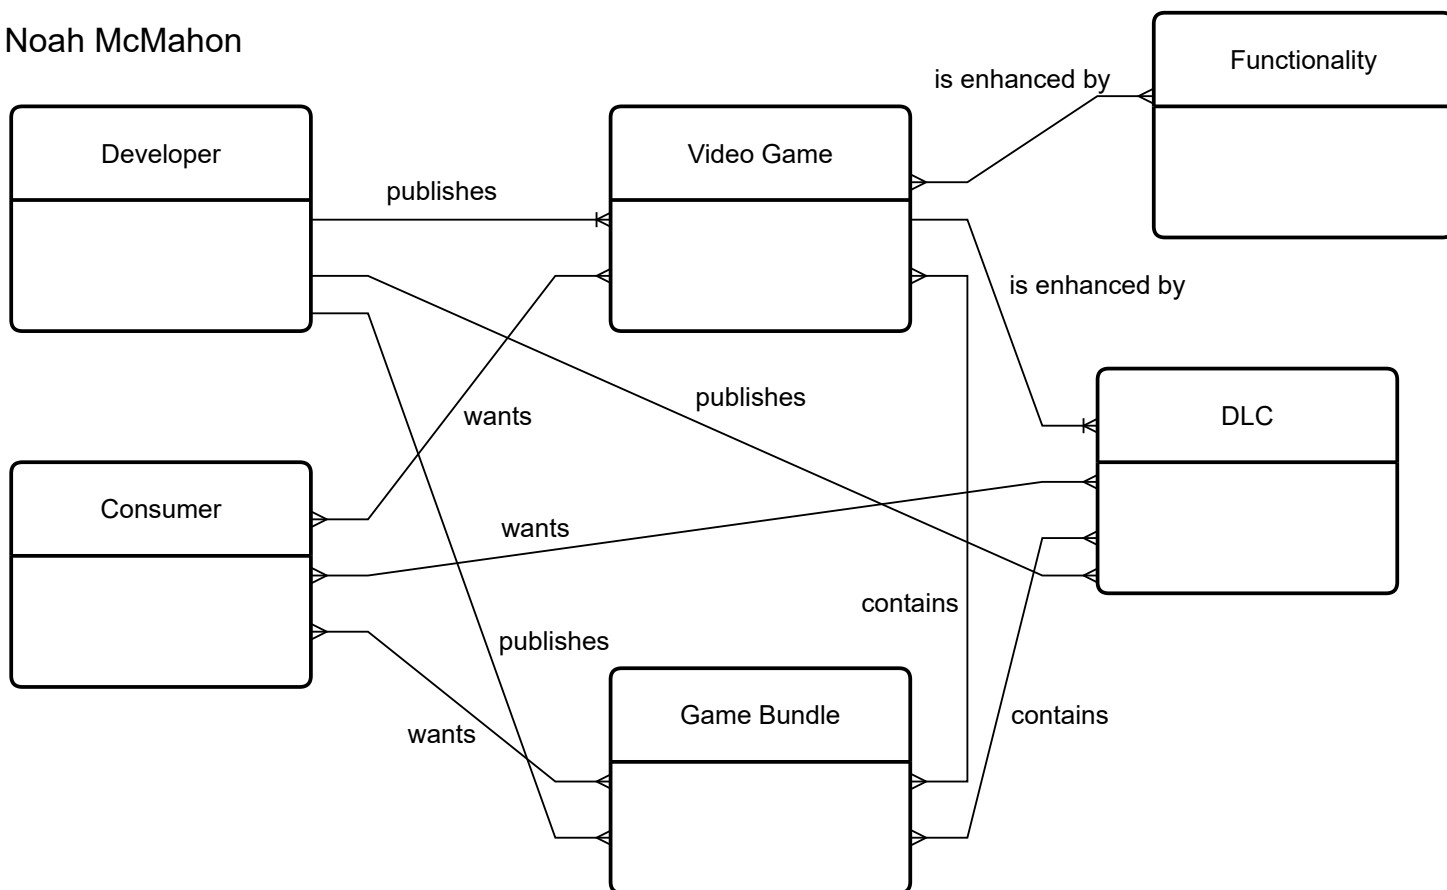 Noah McMahon
Functionality
is enhanced by
Developer
Video Game
publishes
is enhanced by
publishes
wants
DLC
Consumer
wants
contains
publishes
Game Bundle
contains
wants